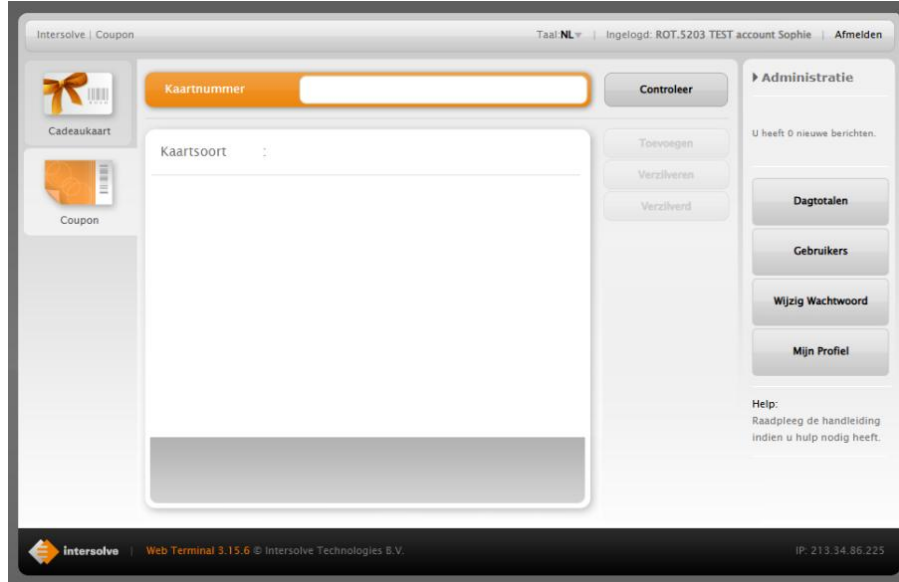 Intersolve | Coupon
Taal:NL | Ingelogd: ROT.5203 TEST account Sophie | Afmelden
Cadeaukaart
Coupon
Kaartnummer
Controleer
Kaartsoort :
Toevoegen
Verzilveren
Verzilverd
Administratie
U heeft 0 nieuwe berichten.
Dagtotalen
Gebruikers
Wijzig Wachtwoord
Mijn Profiel
Help:
Raadpleeg de handleiding
indien u hulp nodig heeft.
intersolve | Web Terminal 3.15.6 © Intersolve Technologies B.V.
IP: 213.34.86.225